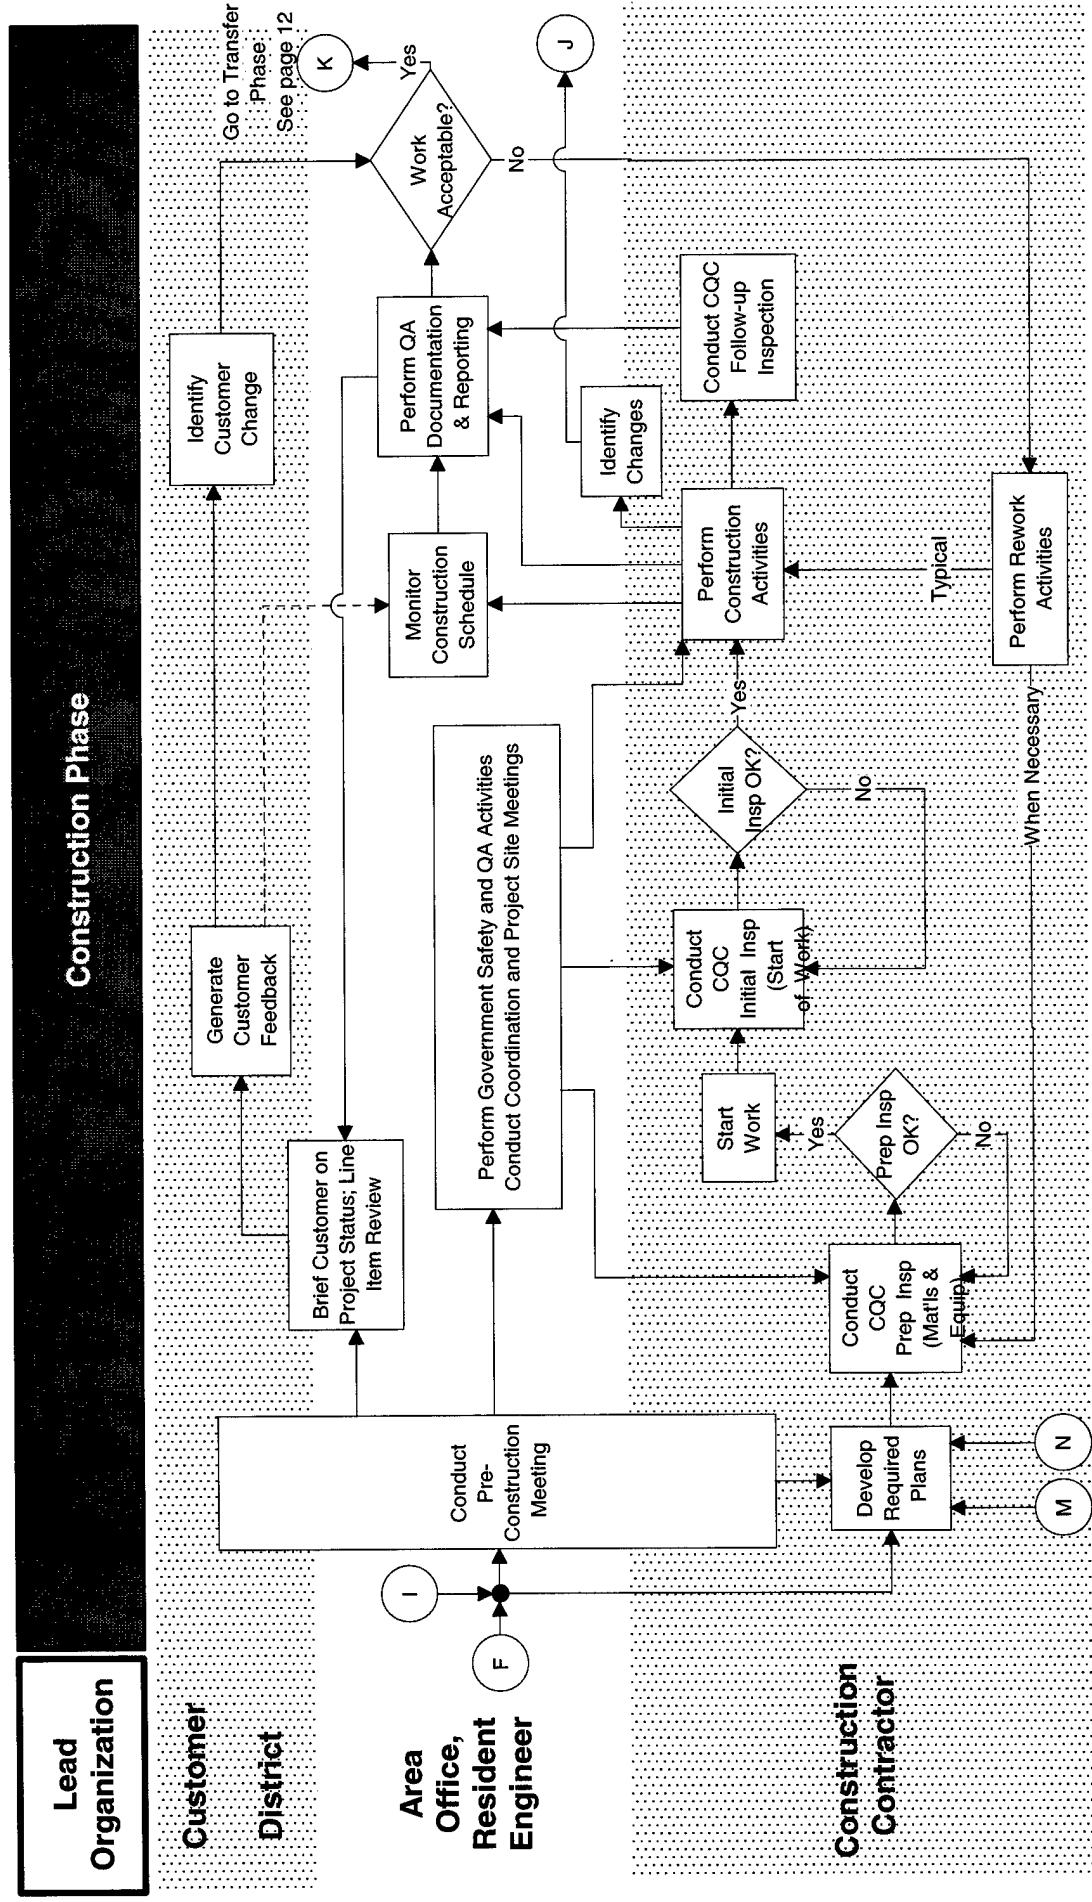 Construction Phase
Lead
Organization
Customer
District
Area
Office,
Resident
Engineer
Construction
Contractor
Go to Transfer
Phase
See page 12
K
Yes
Work
Acceptable?
No
J
Identify
Customer
Change
Perform QA
Documentation
& Reporting
Conduct CQC
Follow-up
Inspection
Identify
Changes
Monitor
Construction
Schedule
Perform
Construction
Activities
Typical
Perform Rework
Activities
When Necessary
Generate
Customer
Feedback
Brief Customer on
Project Status; Line
Item Review
Perform Government Safety and QA Activities
Conduct Coordination and Project Site Meetings
Yes
Initial
Insp OK?
No
Conduct
CQC
Initial Insp
(Start
of Work)
Start
Work
Yes
Prep Insp
OK?
No
Conduct
CQC
Prep Insp
(Mat'ls &
Equip)
Conduct
Pre-
Construction
Meeting
Develop
Required
Plans
I
F
M
N